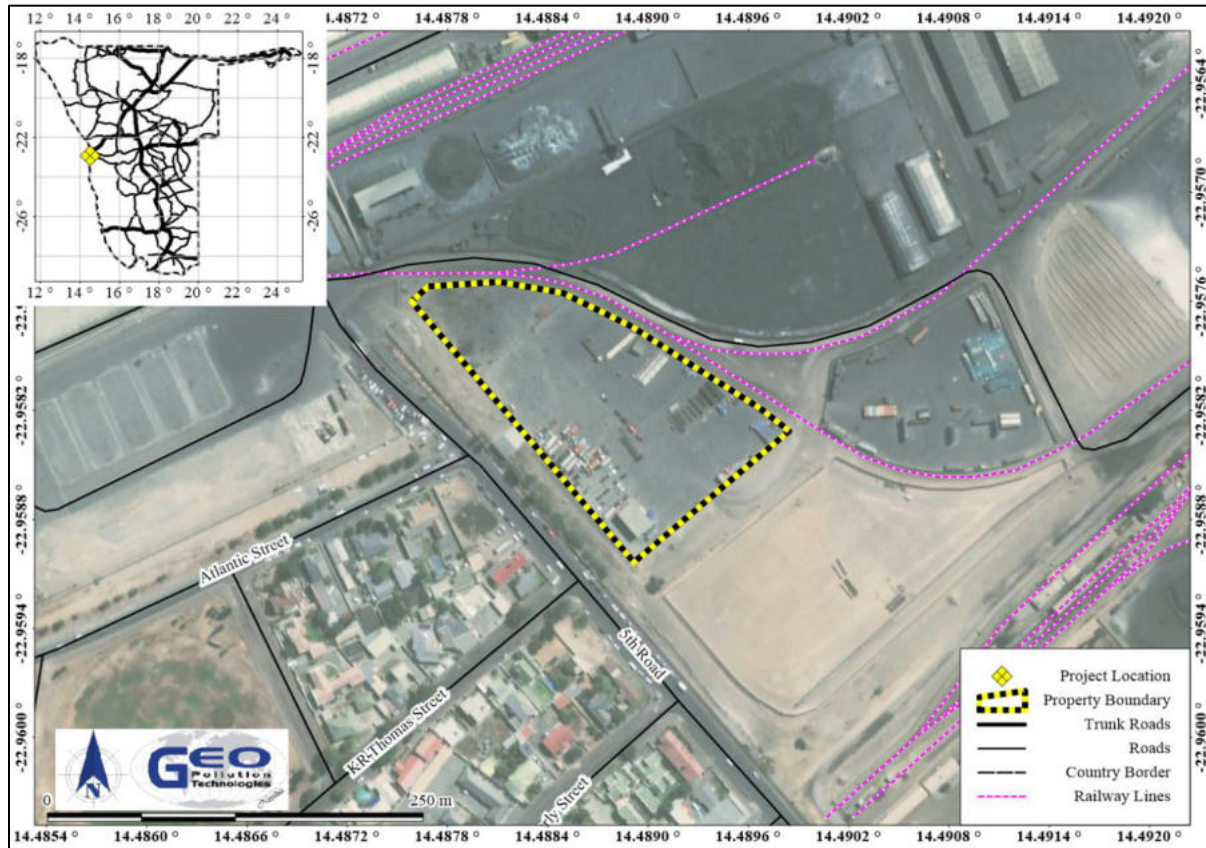 12 ° 14 ° 16 ° 18 ° 20 ° 22 ° 24 °
14.4872 ° 14.4878 ° 14.4884 ° 14.4890 ° 14.4896 ° 14.4902 ° 14.4908 ° 14.4914 ° 14.4920 °
-18 °
-22 °
-26 °
-18 °
-22 °
-26 °
12 ° 14 ° 16 ° 18 ° 20 ° 22 ° 24 °
-22.9582 °
-22.9588 °
-22.9594 °
-22.9600 °
-22.9564 °
-22.9570 °
-22.9576 °
-22.9582 °
-22.9588 °
-22.9594 °
-22.9600 °
Atlantic Street
5th Road
K R Thomas Street
erly Street
Project Location
Property Boundary
Trunk Roads
Roads
Country Border
Railway Lines
N
GEO
Pollution
Technologies
0 250 m
14.4854 ° 14.4860 ° 14.4866 ° 14.4872 ° 14.4878 ° 14.4884 ° 14.4890 ° 14.4896 ° 14.4902 ° 14.4908 ° 14.4914 ° 14.4920 °